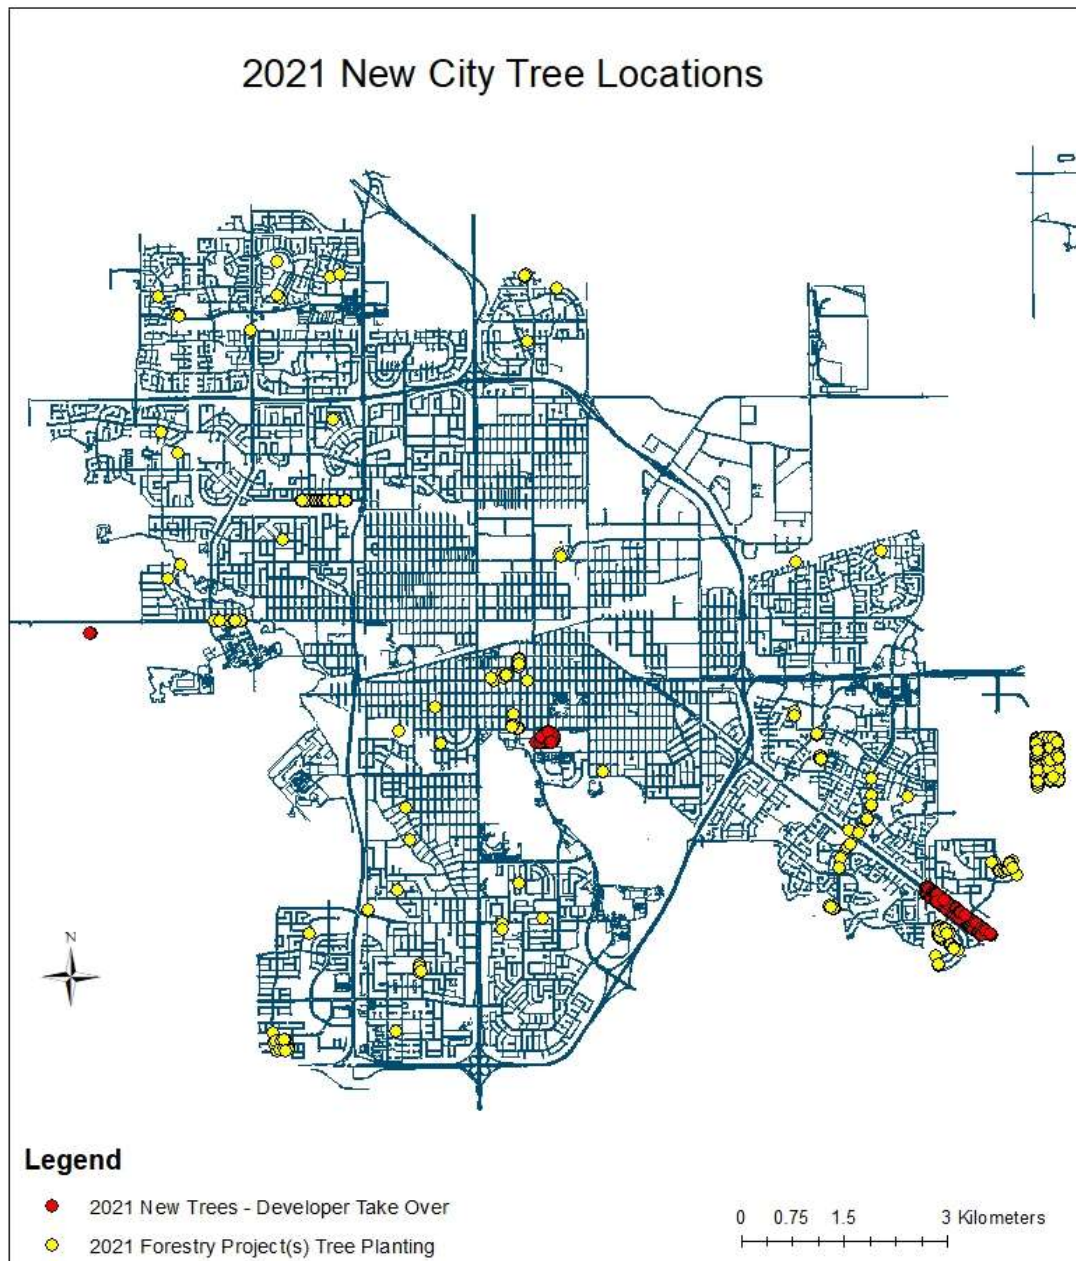 2021 New City Tree Locations
N
Legend
2021 New Trees - Developer Take Over
2021 Forestry Project(s) Tree Planting
0 0.75 1.5 3 Kilometers